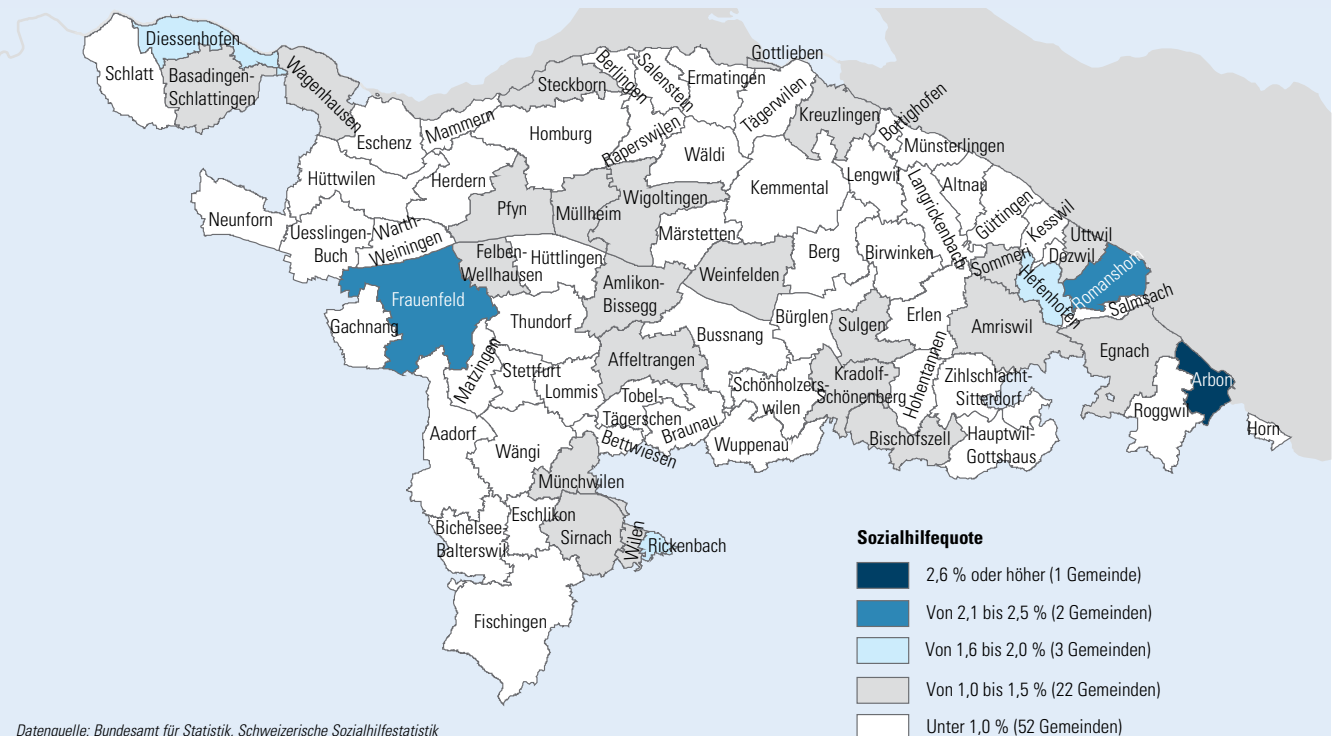 Diessenhofen
Schlatt
Basadingen-
Schlattingen
Wagenhausen
Eschenz
Mammern
Steckborn
Berlingen
Salenstein
Ermatingen
Gottlieben
Tägerwilen
Kreuzlingen
Bottighofen
Münsterlingen
Homburg
Raperswilen
Wäldi
Hüttwilen
Herdern
Kemmental
Lengwil
Langrickenbach
Altnau
Güttingen
Kesswil
Uttwil
Dozwil
Sommeri
Hefenhofen
Romanshorn
Salmsach
Neunforn
Uesslingen-
Buch
Warth-
Weiningen
Pfyn
Müllheim
Wigoltingen
Märstetten
Berg
Birwinken
Felben-
Wellhausen
Hüttlingen
Amlikon-
Bissegg
Weinfelden
Frauenfeld
Gachnang
Thundorf
Bussnang
Bürglen
Sulgen
Erlen
Amriswil
Egnach
Arbon
Roggwil
Horn
Matzingen
Stettfurt
Lommis
Affeltrangen
Tobel-
Tägerschen
Braunau
Bettwiesen
Schönholzers-
wilen
Wuppenau
Kradolf-
Schönenberg
Hohentannen
Zihlschlacht-
Sitterdorf
Bischofszell
Hauptwil-
Gottshaus
Aadorf
Wängi
Münchwilen
Eschlikon
Sirnach
Wilen
Rickenbach
Bichelsee-
Balterswil
Fischingen
Sozialhilfequote
2,6 % oder höher (1 Gemeinde)
Von 2,1 bis 2,5 % (2 Gemeinden)
Von 1,6 bis 2,0 % (3 Gemeinden)
Von 1,0 bis 1,5 % (22 Gemeinden)
Unter 1,0 % (52 Gemeinden)
Datenquelle: Bundesamt für Statistik, Schweizerische Sozialhilfestatistik